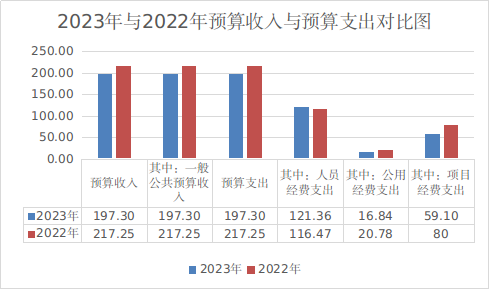 2023年与2022年预算收入与预算支出对比图
250.00
200.00
150.00
100.00
50.00
0.00
预算收入
其中：一般
公共预算收
入
预算支出
其中：人员
经费支出
其中：公用
经费支出
其中：项目
经费支出
2023年 197.30 197.30 197.30 121.36 16.84 59.10
2022年 217.25 217.25 217.25 116.47 20.78 80
2023年 2022年